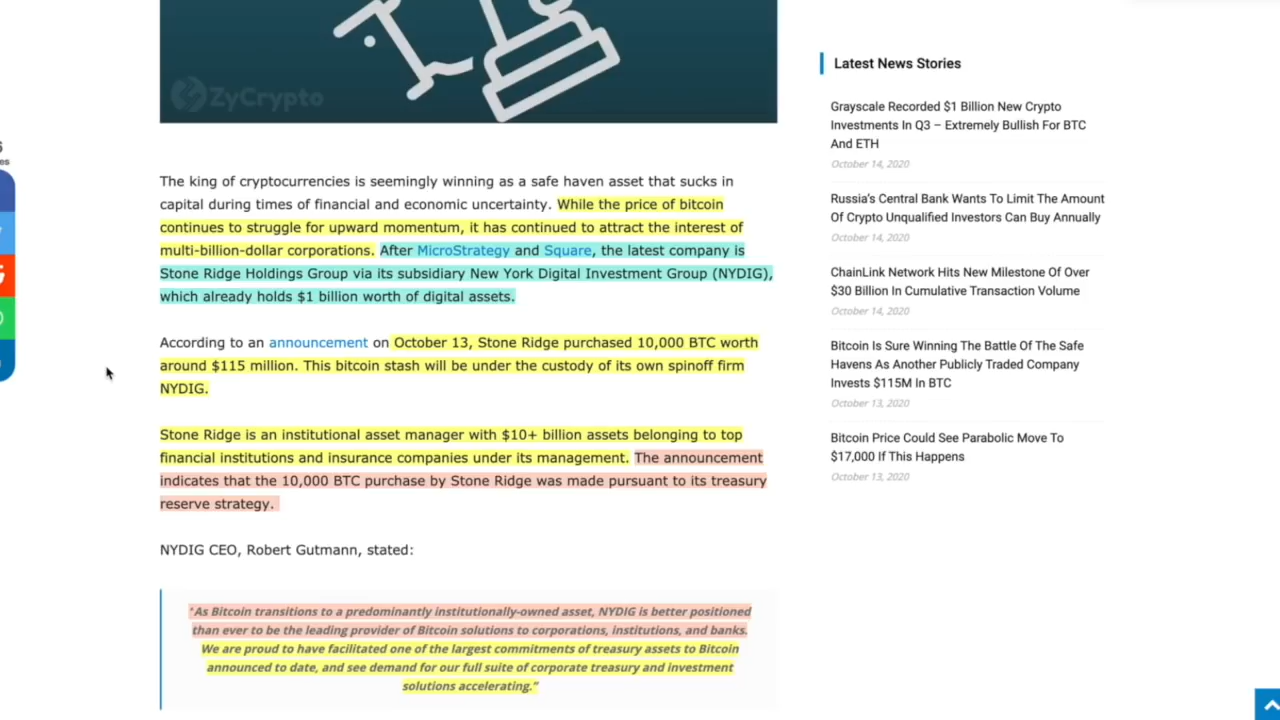 ZyCrypto
The king of cryptocurrencies is seemingly winning as a safe haven asset that sucks in
capital during times of financial and economic uncertainty. While the price of bitcoin
continues to struggle for upward momentum, it has continued to attract the interest of
multi-billion-dollar corporations. After MicroStrategy and Square, the latest company is
Stone Ridge Holdings Group via its subsidiary New York Digital Investment Group (NYDIG),
which already holds $1 billion worth of digital assets.
According to an announcement on October 13, Stone Ridge purchased 10,000 BTC worth
around $115 million. This bitcoin stash will be under the custody of its own spinoff firm
NYDIG.
Stone Ridge is an institutional asset manager with $10+ billion assets belonging to top
financial institutions and insurance companies under its management. The announcement
indicates that the 10,000 BTC purchase by Stone Ridge was made pursuant to its treasury
reserve strategy.
NYDIG CEO, Robert Gutmann, stated:
"As Bitcoin transitions to a predominantly institutionally-owned asset, NYDIG is better positioned
than ever to be the leading provider of Bitcoin solutions to corporations, institutions, and banks.
We are proud to have facilitated one of the largest commitments of treasury assets to Bitcoin
announced to date, and see demand for our full suite of corporate treasury and investment
solutions accelerating."
Latest News Stories
Grayscale Recorded $1 Billion New Crypto
Investments In Q3 – Extremely Bullish For BTC
And ETH
October 14, 2020
Russia's Central Bank Wants To Limit The Amount
Of Crypto Unqualified Investors Can Buy Annually
October 14, 2020
ChainLink Network Hits New Milestone Of Over
$30 Billion In Cumulative Transaction Volume
October 14, 2020
Bitcoin Is Sure Winning The Battle Of The Safe
Havens As Another Publicly Traded Company
Invests $115M In BTC
October 13, 2020
Bitcoin Price Could See Parabolic Move To
$17,000 If This Happens
October 13, 2020